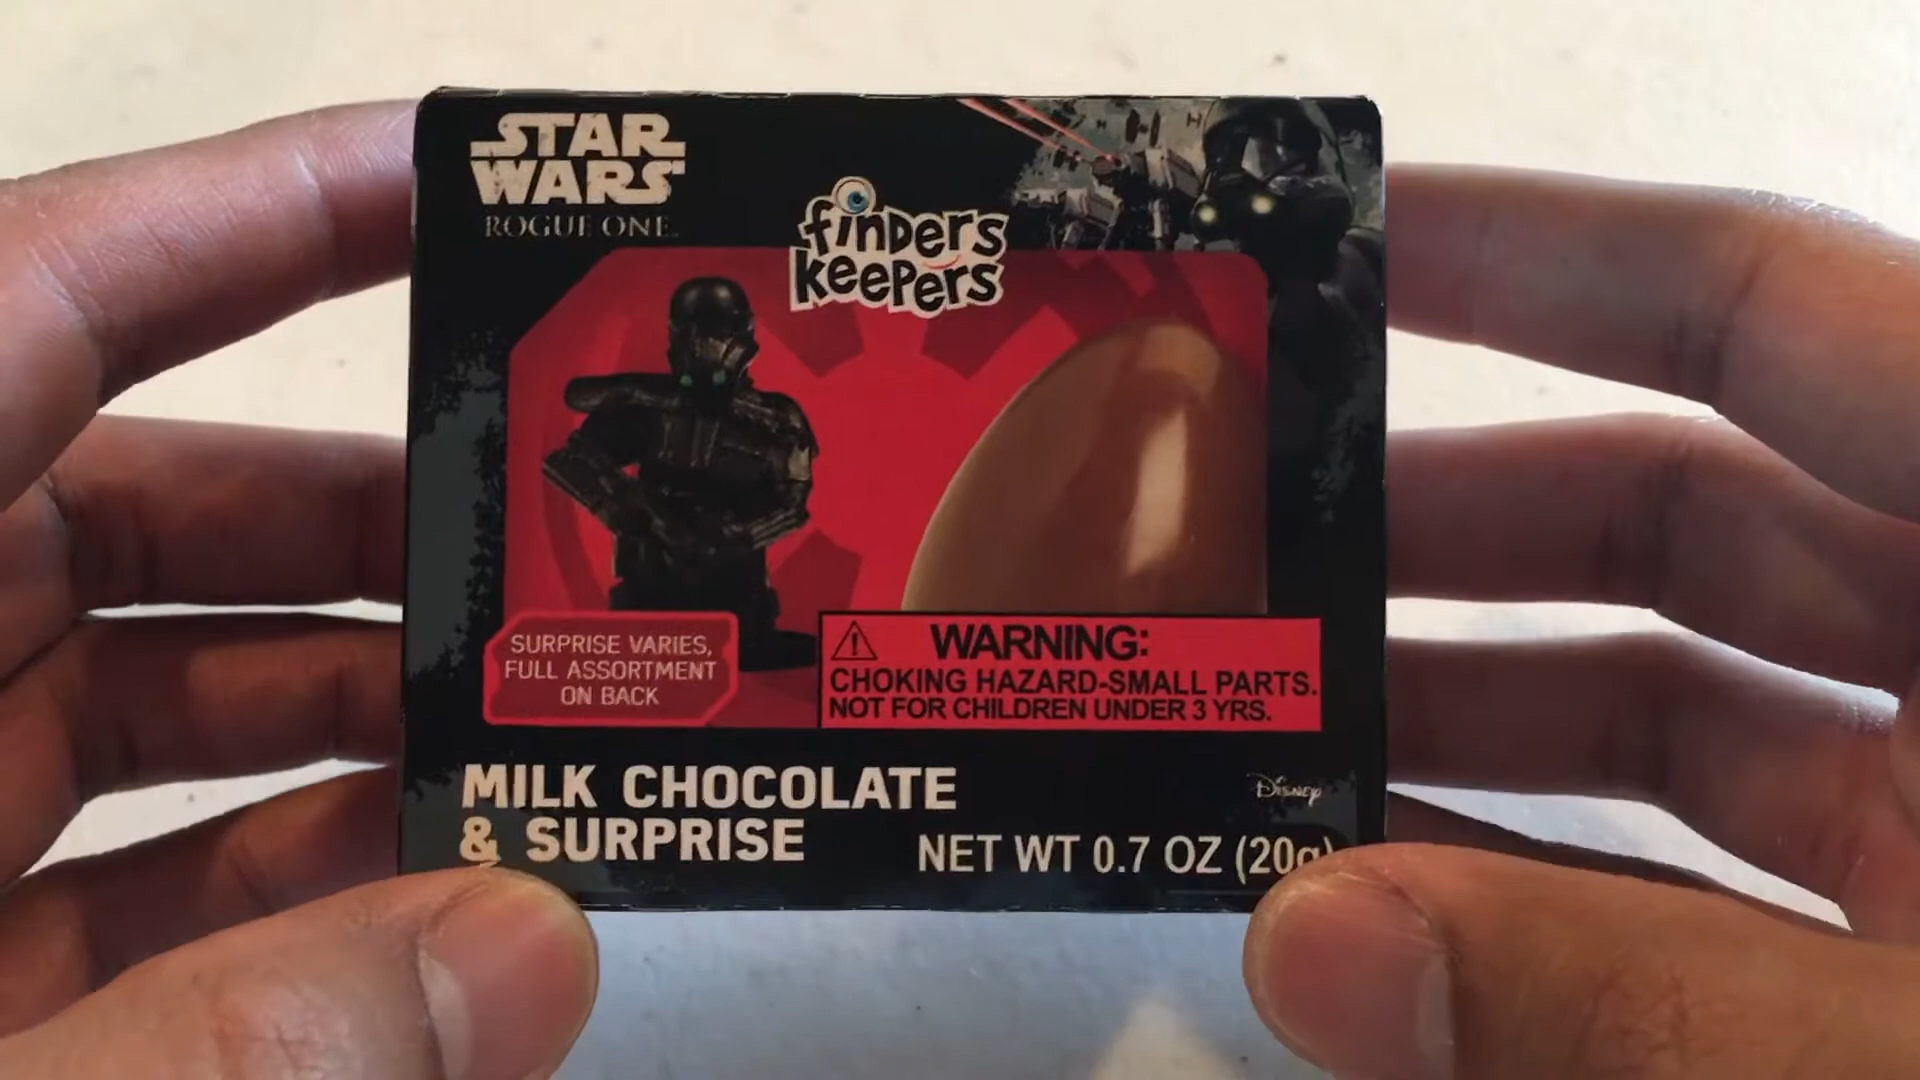 STAR
WARS
ROGUE ONE
finders
keepers
SURPRISE VARIES,
FULL ASSORTMENT
ON BACK
WARNING:
CHOKING HAZARD-SMALL PARTS.
NOT FOR CHILDREN UNDER 3 YRS.
MILK CHOCOLATE
& SURPRISE
Disney
NET WT 0.7 OZ (20g)